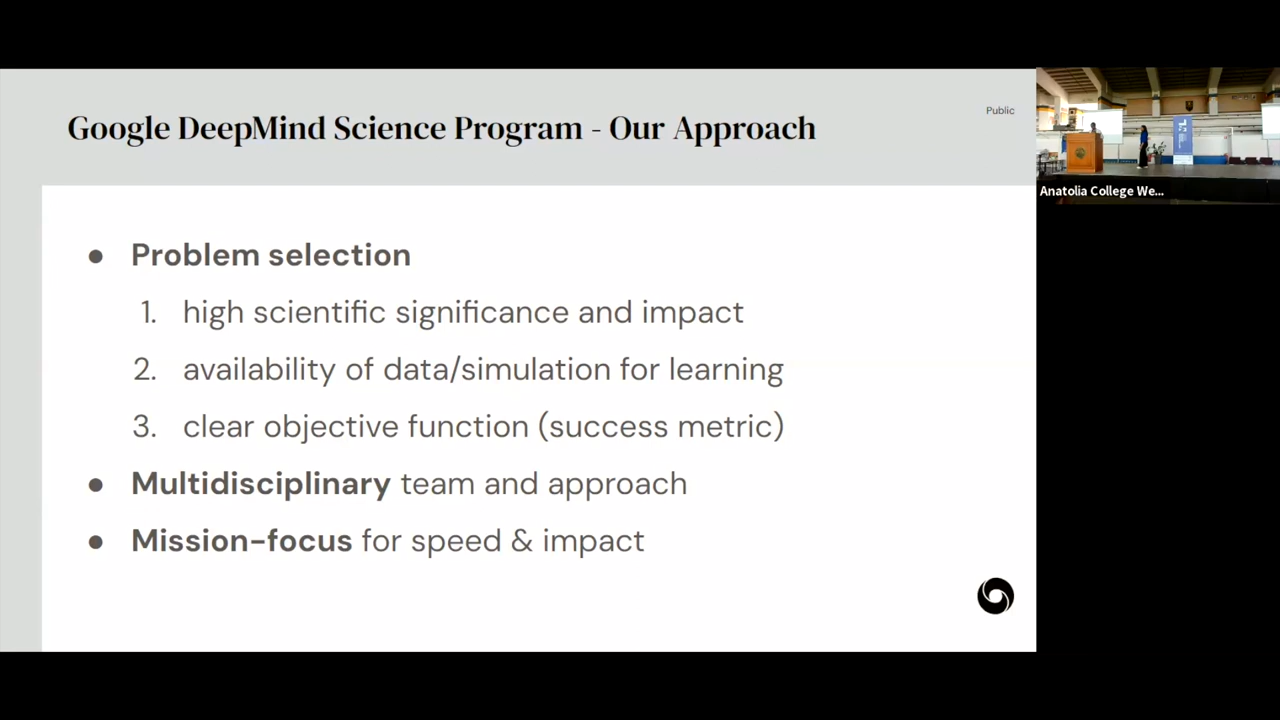 Google DeepMind Science Program - Our Approach
Public
● Problem selection
1. high scientific significance and impact
2. availability of data/simulation for learning
3. clear objective function (success metric)
● Multidisciplinary team and approach
● Mission-focus for speed & impact
Anatolia College We...